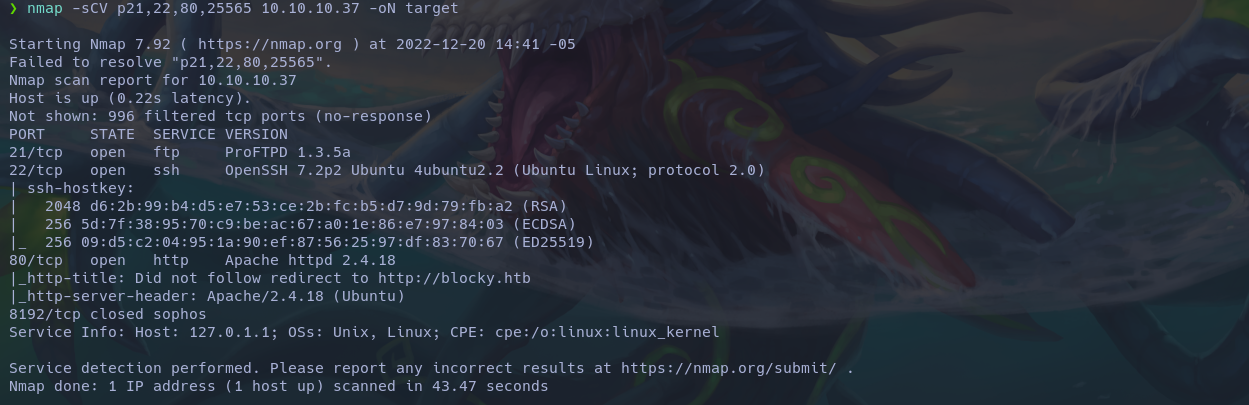 ❯ nmap -sCV p21,22,80,25565 10.10.10.37 -oN target
Starting Nmap 7.92 ( https://nmap.org ) at 2022-12-20 14:41 -05
Failed to resolve "p21,22,80,25565".
Nmap scan report for 10.10.10.37
Host is up (0.22s latency).
Not shown: 996 filtered tcp ports (no-response)
PORT     STATE  SERVICE VERSION
21/tcp   open   ftp     ProFTPD 1.3.5a
22/tcp   open   ssh     OpenSSH 7.2p2 Ubuntu 4ubuntu2.2 (Ubuntu Linux; protocol 2.0)
| ssh-hostkey:
|   2048 d6:2b:99:b4:d5:e7:53:ce:2b:fc:b5:d7:9d:79:fb:a2 (RSA)
|   256 5d:7f:38:95:70:c9:be:ac:67:a0:1e:86:e7:97:84:03 (ECDSA)
|_  256 09:d5:c2:04:95:1a:90:ef:87:56:25:97:df:83:70:67 (ED25519)
80/tcp   open   http    Apache httpd 2.4.18
|_http-title: Did not follow redirect to http://blocky.htb
|_http-server-header: Apache/2.4.18 (Ubuntu)
8192/tcp closed sophos
Service Info: Host: 127.0.1.1; OSs: Unix, Linux; CPE: cpe:/o:linux:linux_kernel
Service detection performed. Please report any incorrect results at https://nmap.org/submit/ .
Nmap done: 1 IP address (1 host up) scanned in 43.47 seconds